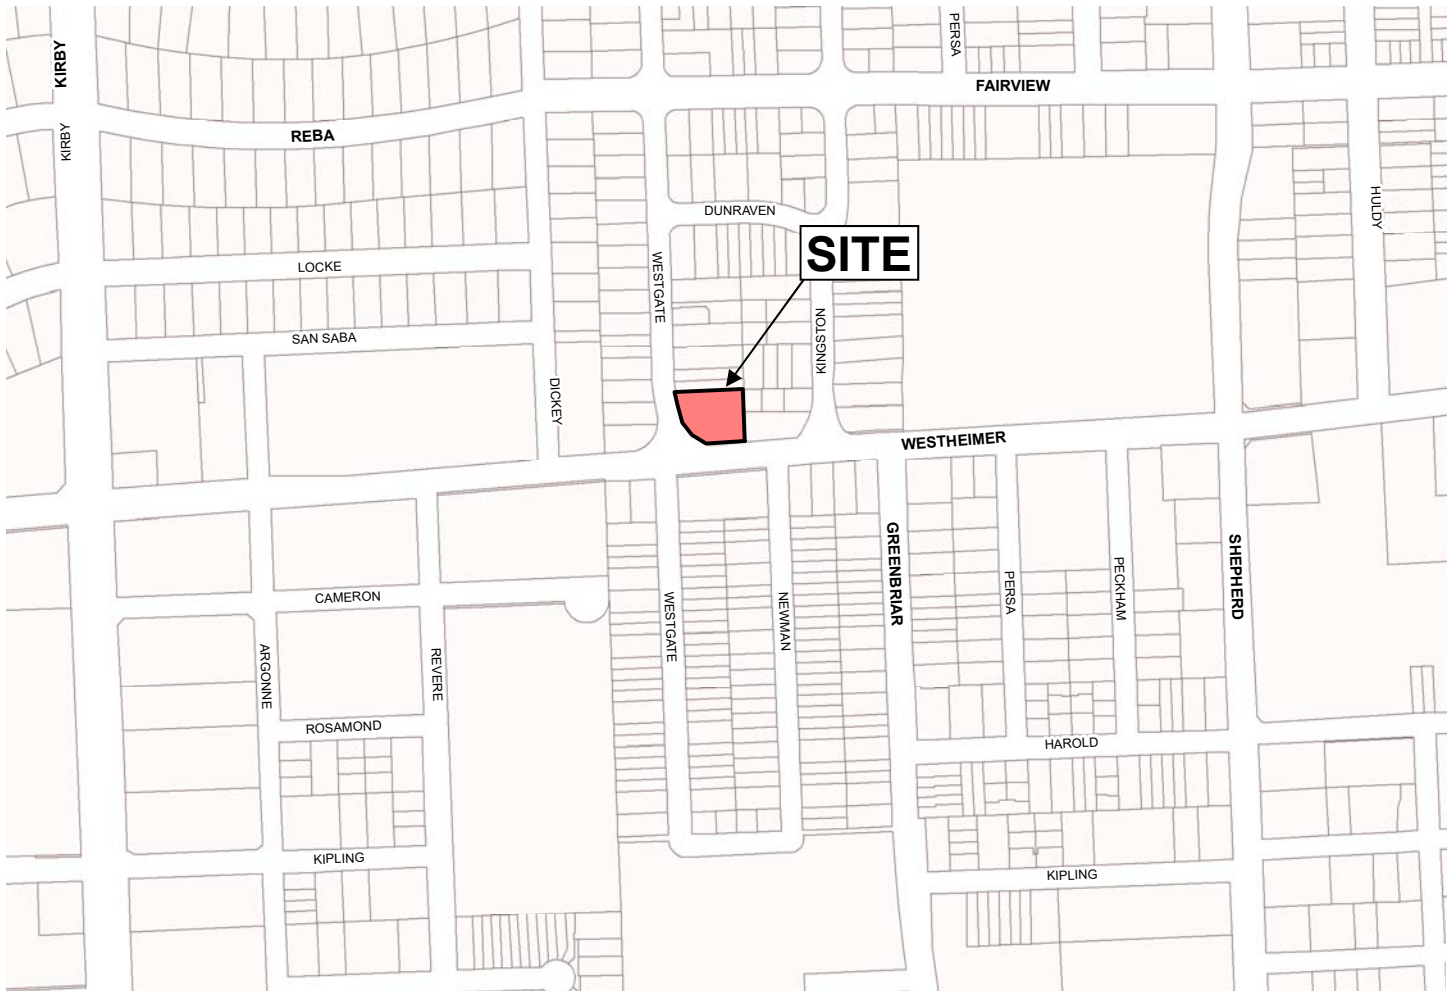 KIRBY
PERSA
FAIRVIEW
KIRBY
REBA
HULDY
DUNRAVEN
SITE
LOCKE
WESTGATE
SAN SABA
KINGSTON
DICKEY
WESTHEIMER
GREENBRIAR
SHEPHERD
CAMERON
WESTGATE
NEWMAN
PERSA
PECKHAM
ARGONNE
REVERE
ROSAMOND
HAROLD
KIPLING
KIPLING